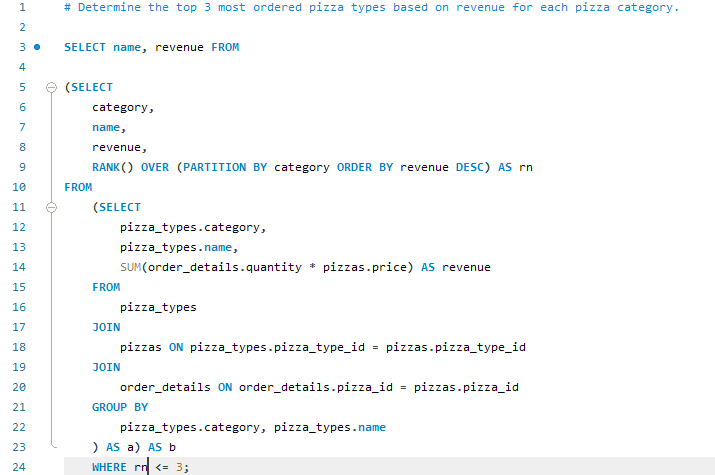 1 # Determine the top 3 most ordered pizza types based on revenue for each pizza category.
2
3 SELECT name, revenue FROM
4
5 (SELECT
6 category,
7 name,
8 revenue,
9 RANK() OVER (PARTITION BY category ORDER BY revenue DESC) AS rn
10 FROM
11 (SELECT
12 pizza_types.category,
13 pizza_types.name,
14 SUM(order_details.quantity * pizzas.price) AS revenue
15 FROM
16 pizza_types
17 JOIN
18 pizzas ON pizza_types.pizza_type_id = pizzas.pizza_type_id
19 JOIN
20 order_details ON order_details.pizza_id = pizzas.pizza_id
21 GROUP BY
22 pizza_types.category, pizza_types.name
23 ) AS a) AS b
24 WHERE rn <= 3;